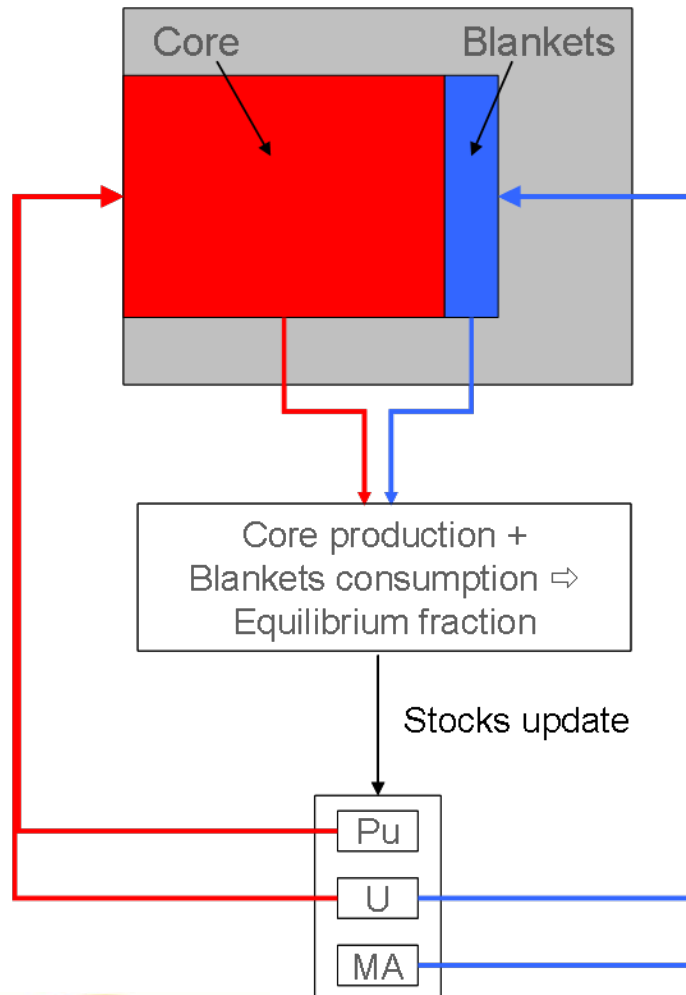 Core
Blankets
Core production +
Blankets consumption ⇨
Equilibrium fraction
Stocks update
Pu
U
MA